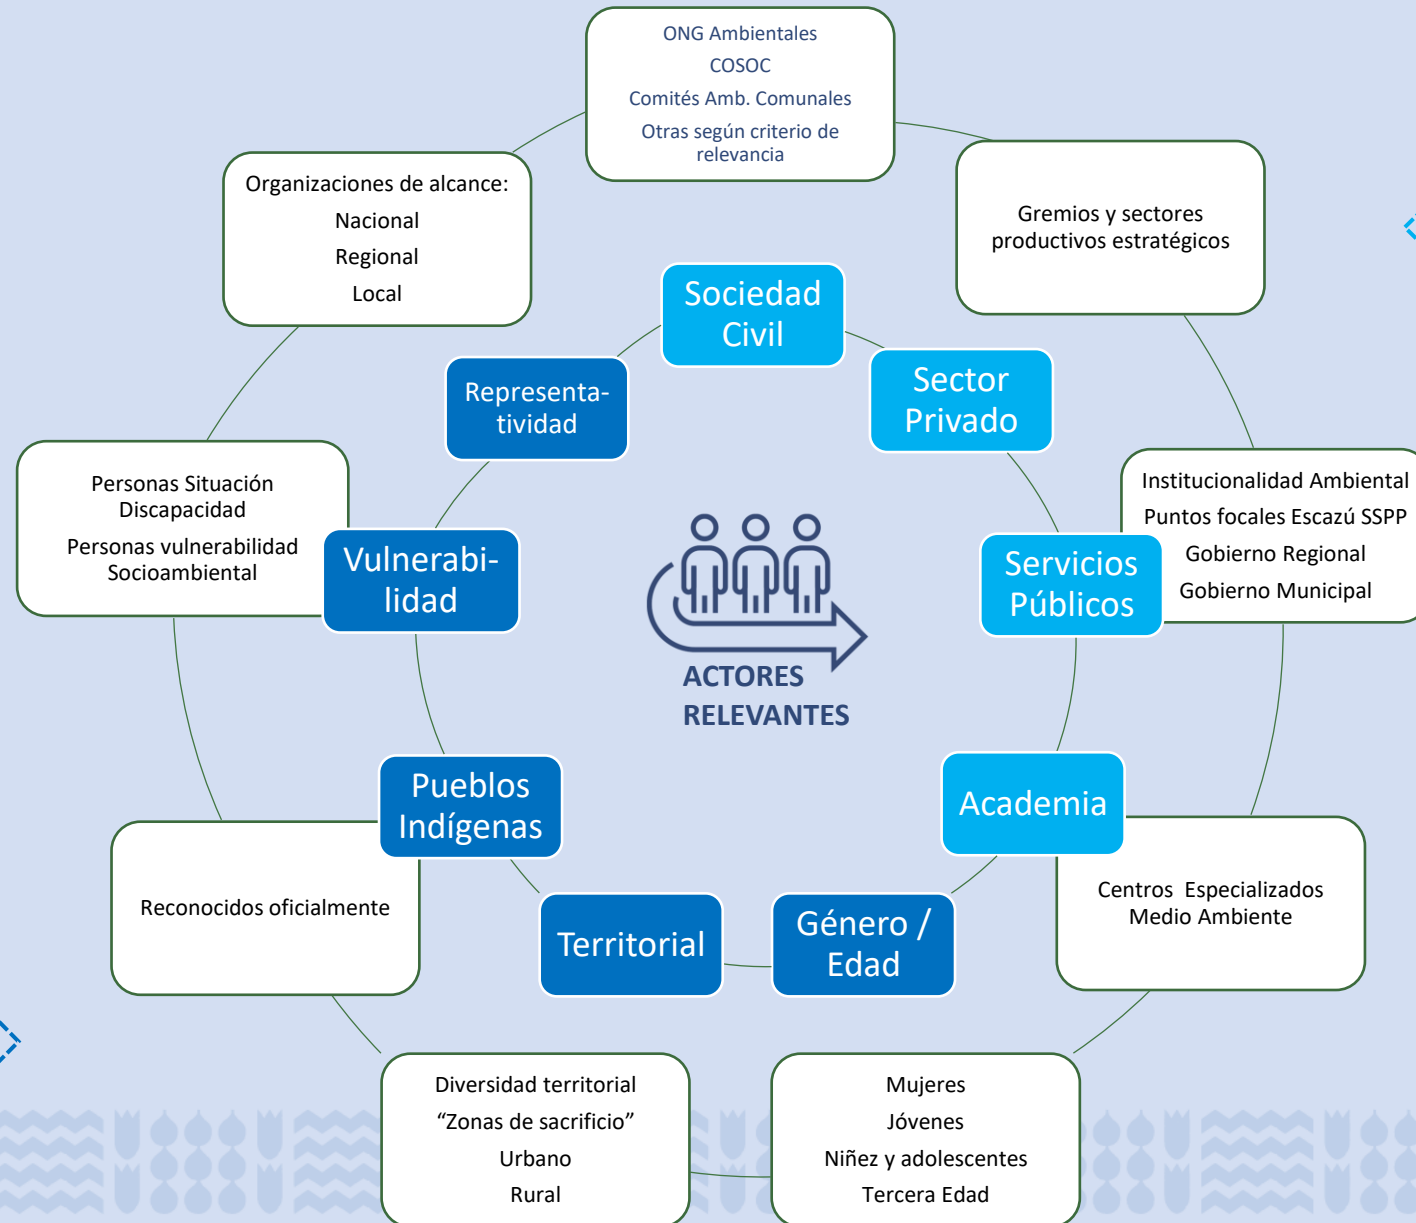 ONG Ambientales
COSOC
Comités Amb. Comunales
Otras según criterio de
relevancia
Organizaciones de alcance:
Nacional
Regional
Local
Gremios y sectores
productivos estratégicos
Sociedad
Civil
Representa-
tividad
Sector
Privado
Personas Situación
Discapacidad
Personas vulnerabilidad
Socioambiental
Vulnerabi-
lidad
Institucionalidad Ambiental
Puntos focales Escazú SSPP
Gobierno Regional
Gobierno Municipal
Servicios
Públicos
ACTORES
RELEVANTES
Pueblos
Indígenas
Academia
Reconocidos oficialmente
Centros  Especializados
Medio Ambiente
Territorial
Género /
Edad
Diversidad territorial
“Zonas de sacrificio”
Urbano
Rural
Mujeres
Jóvenes
Niñez y adolescentes
Tercera Edad